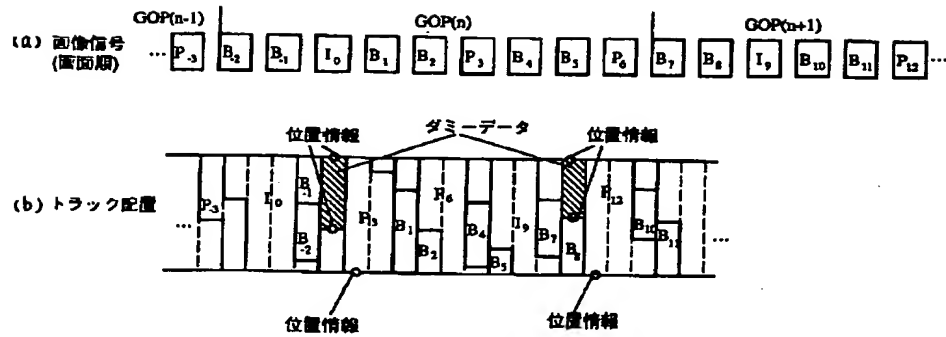 GOP(n-1) GOP(n) GOP(n+1)
(a) 画像信号
(画面順)
… P-3 B-2 B-1 I0 B1 B2 P3 B4 B5 P6 B7 B8 I9 B10 B11 P12 …
位置情報 ダミーデータ 位置情報
(b) トラック配置
… P-3 I0 B-1 B-2 P3 B1 P6 B2 B4 B5 I9 B7 B8 P12 B10 B11 …
位置情報 位置情報